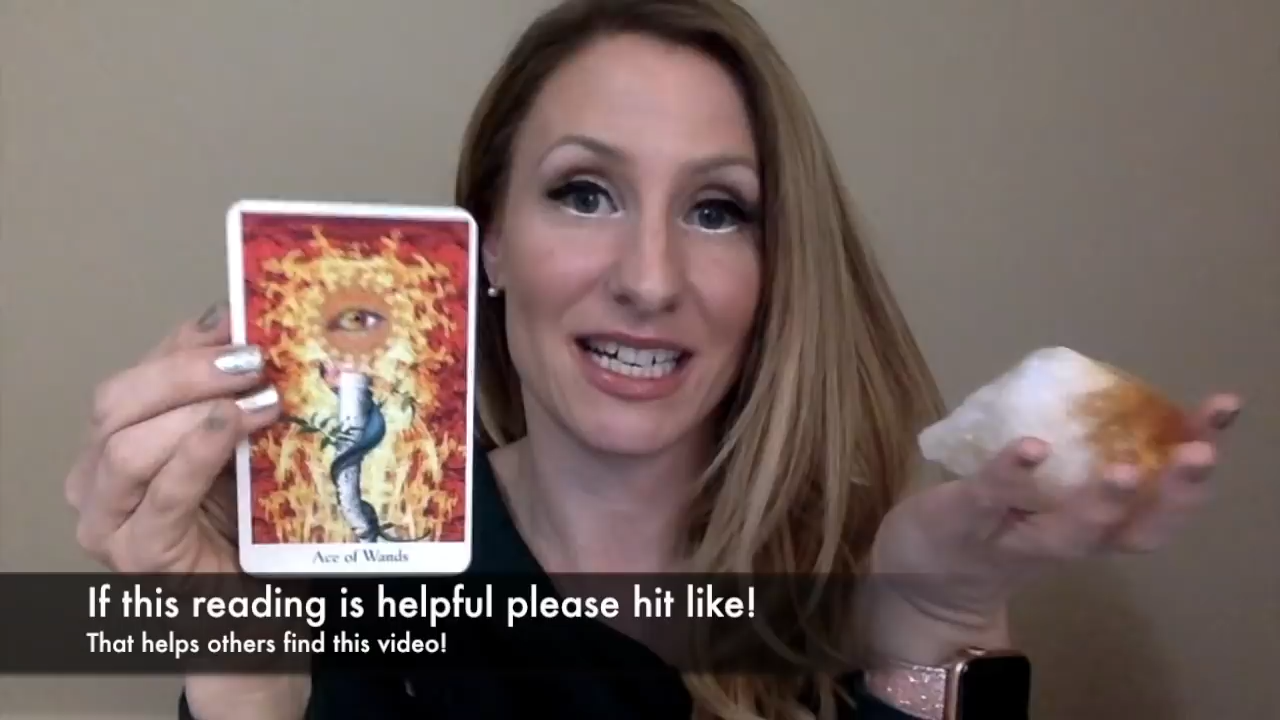 Ace of Wands
If this reading is helpful please hit like!
That helps others find this video!